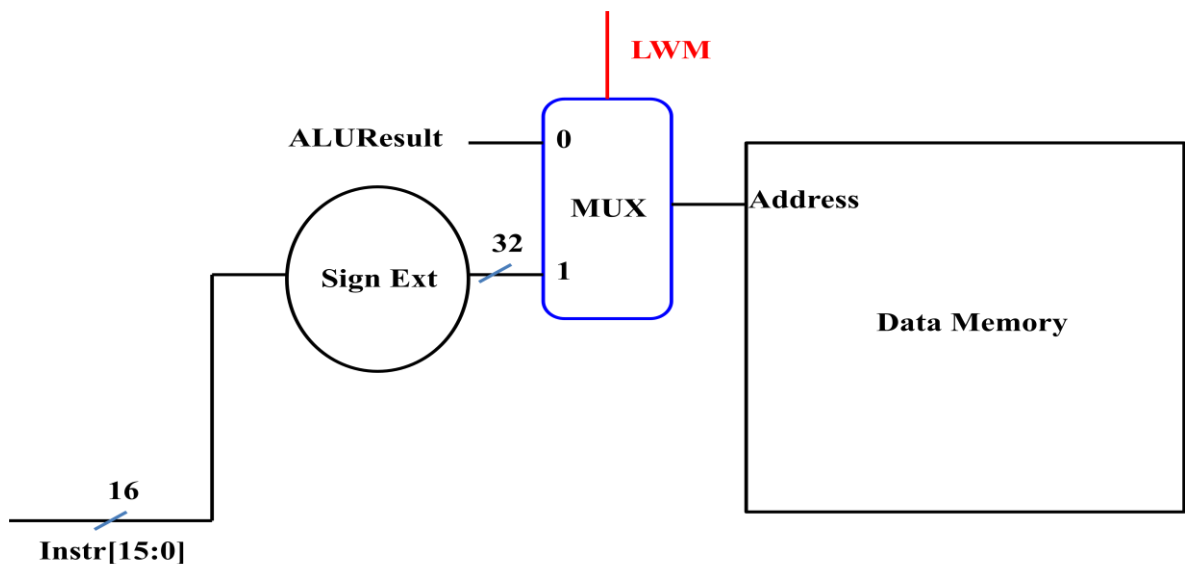 LWM
ALUResult
0
MUX
Address
32
Sign Ext
1
Data Memory
16
Instr[15:0]